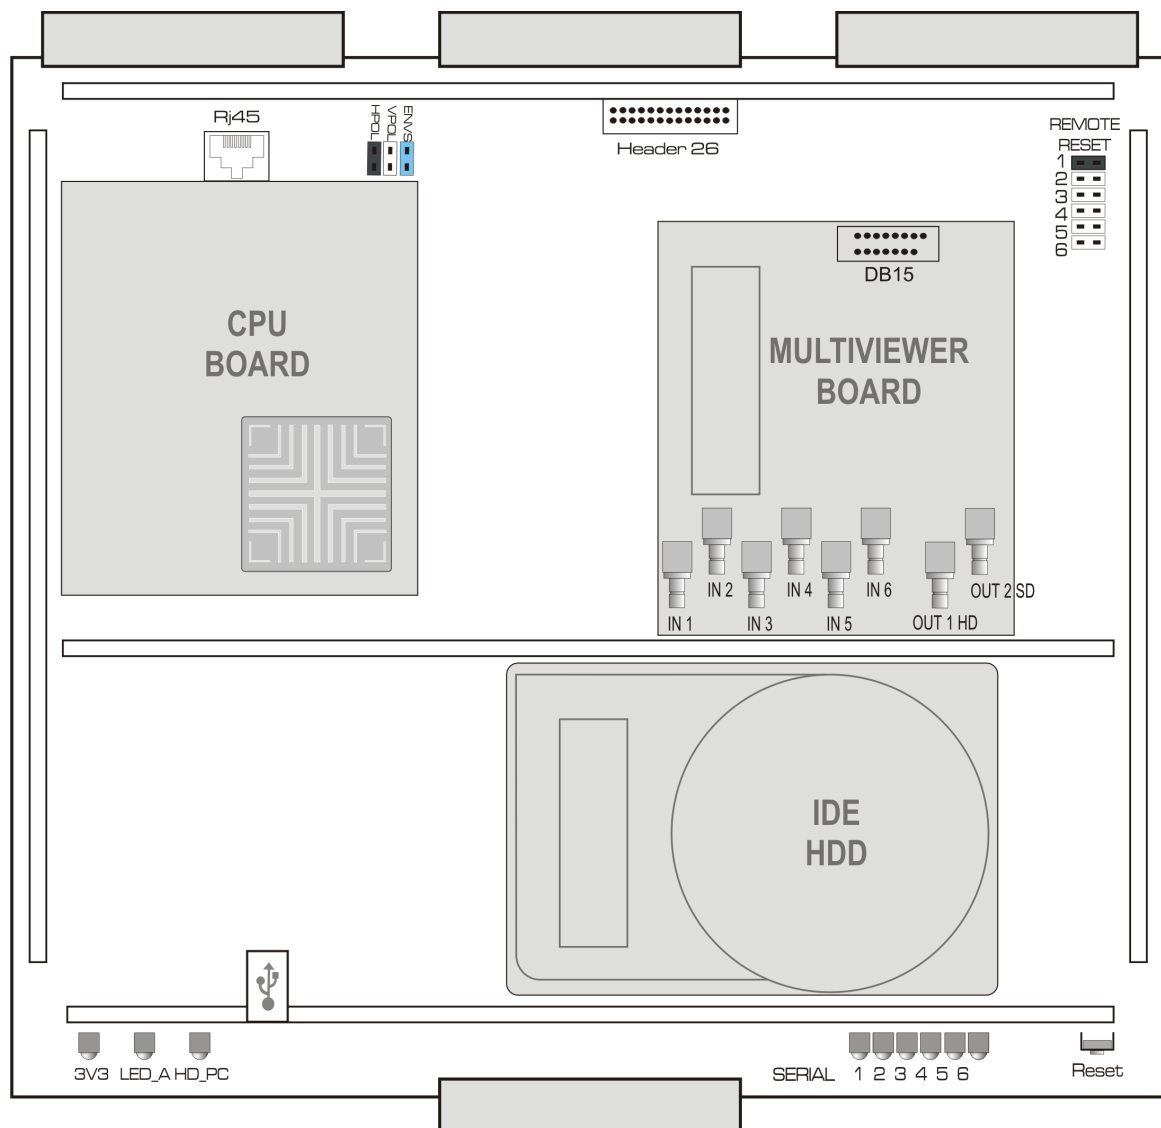 Rj45
HPOL
VPOL
ENVS
Header 26
REMOTE
RESET
1
2
3
4
5
6
DB15
CPU
BOARD
MULTIVIEWER
BOARD
IN 2
IN 4
IN 6
OUT 2 SD
IN 1
IN 3
IN 5
OUT 1 HD
IDE
HDD
3V3
LED_A
HD_PC
SERIAL 1 2 3 4 5 6
Reset